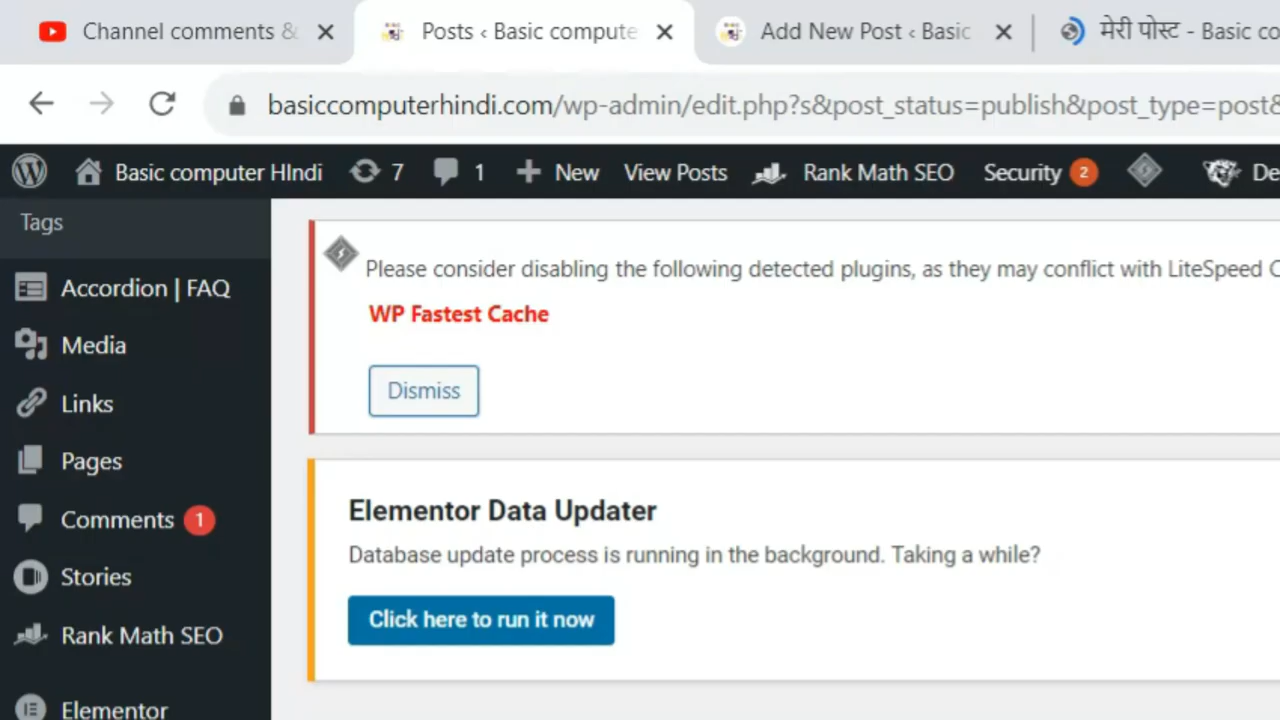 Channel comments &
Posts ‹ Basic compute
Add New Post ‹ Basic
मेरी पोस्ट - Basic co
basiccomputerhindi.com/wp-admin/edit.php?s&post_status=publish&post_type=post&
Basic computer HIndi 7 1 New View Posts Rank Math SEO Security 2 De
Tags
Accordion | FAQ
Media
Links
Pages
Comments 1
Stories
Rank Math SEO
Elementor
Please consider disabling the following detected plugins, as they may conflict with LiteSpeed C
WP Fastest Cache
Dismiss
Elementor Data Updater
Database update process is running in the background. Taking a while?
Click here to run it now